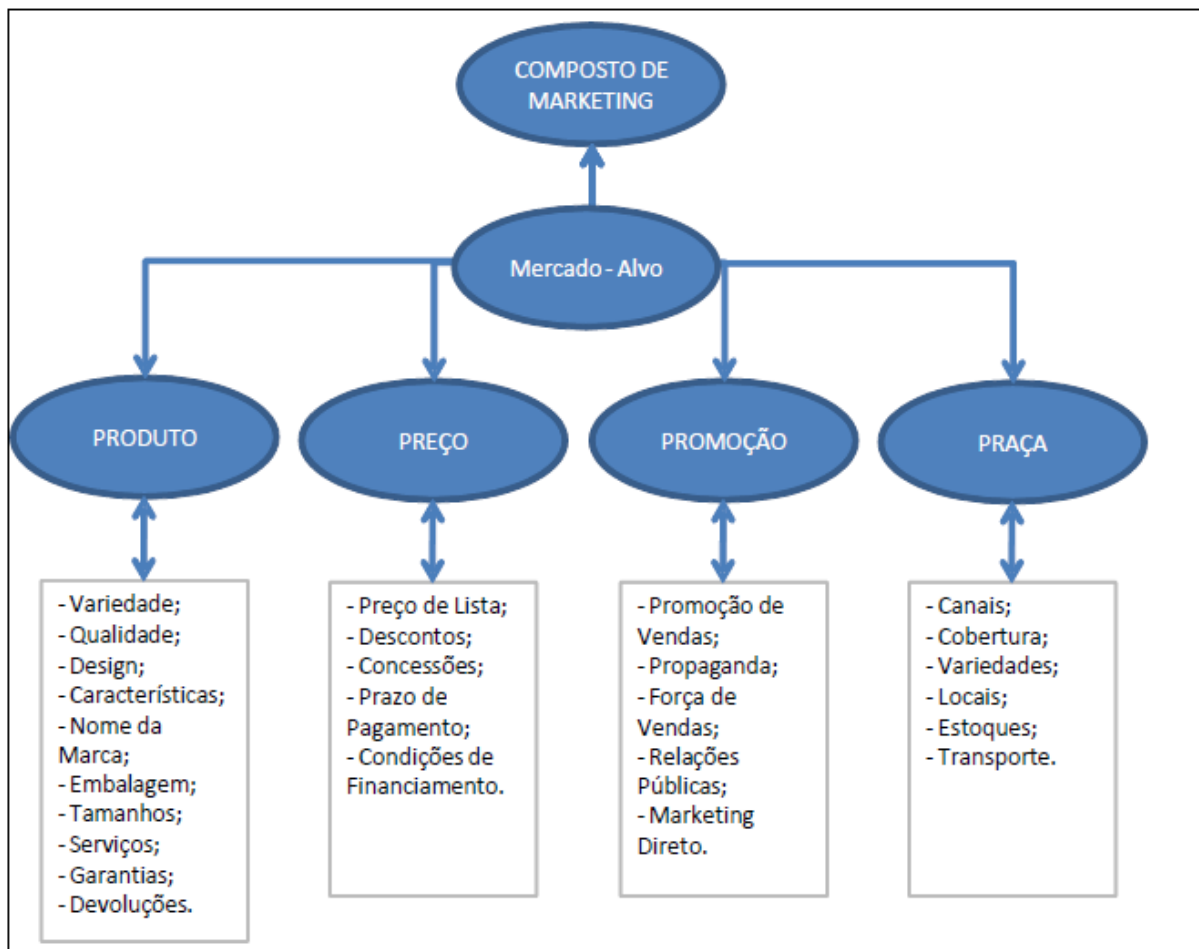 COMPOSTO DE
MARKETING
Mercado - Alvo
PRODUTO
PREÇO
PROMOÇÃO
PRAÇA
- Variedade;
- Qualidade;
- Design;
- Características;
- Nome da
Marca;
- Embalagem;
- Tamanhos;
- Serviços;
- Garantias;
- Devoluções.
- Preço de Lista;
- Descontos;
- Concessões;
- Prazo de
Pagamento;
- Condições de
Financiamento.
- Promoção de
Vendas;
- Propaganda;
- Força de
Vendas;
- Relações
Públicas;
- Marketing
Direto.
- Canais;
- Cobertura;
- Variedades;
- Locais;
- Estoques;
- Transporte.